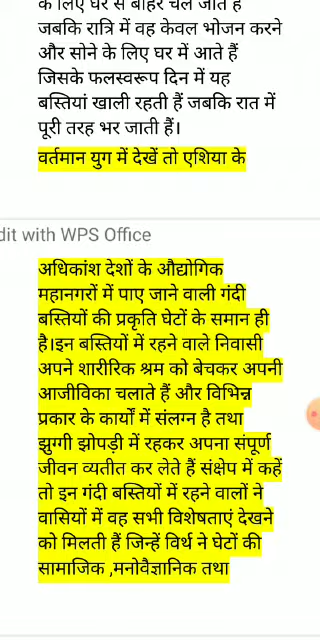 के लिए घर से बाहर चले जाते हैं
जबकि रात्रि में वह केवल भोजन करने
और सोने के लिए घर में आते हैं
जिसके फलस्वरूप दिन में यह
बस्तियां खाली रहती हैं जबकि रात में
पूरी तरह भर जाती हैं।
वर्तमान युग में देखें तो एशिया के
dit with WPS Office
अधिकांश देशों के औद्योगिक
महानगरों में पाए जाने वाली गंदी
बस्तियों की प्रकृति घेटों के समान ही
है।इन बस्तियों में रहने वाले निवासी
अपने शारीरिक श्रम को बेचकर अपनी
आजीविका चलाते हैं और विभिन्न
प्रकार के कार्यों में संलग्न है तथा
झुग्गी झोपड़ी में रहकर अपना संपूर्ण
जीवन व्यतीत कर लेते हैं संक्षेप में कहें
तो इन गंदी बस्तियों में रहने वालों ने
वासियों में वह सभी विशेषताएं देखने
को मिलती हैं जिन्हें विर्थ ने घेटों की
सामाजिक ,मनोवैज्ञानिक तथा